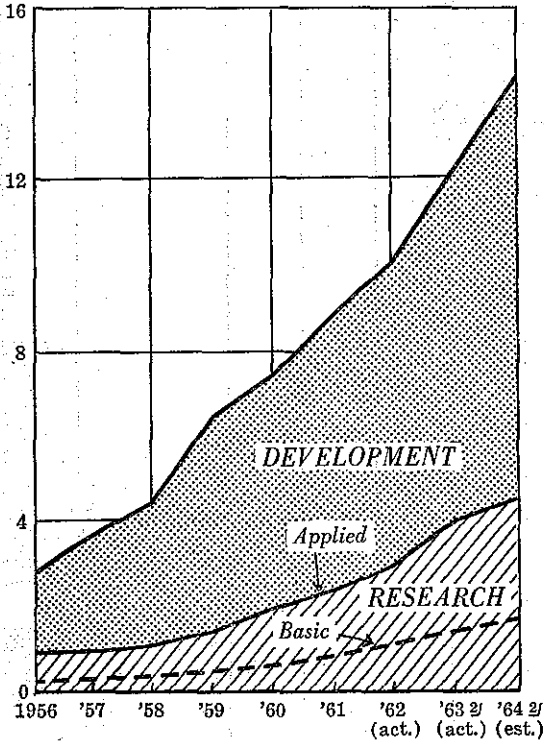 16
12
8
DEVELOPMENT
4
Applied
RESEARCH
Basic
0
1956 '57 '58 '59 '60 '61 '62 '63 2/ '64 2/
(act.) (act.) (est.)